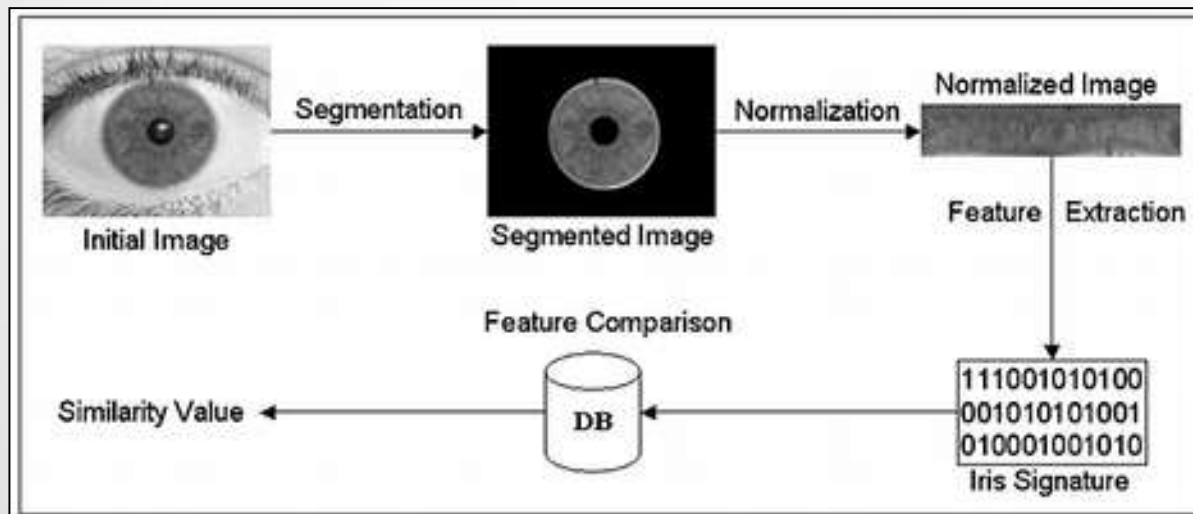 Segmentation
Normalization
Normalized Image
Initial Image
Segmented Image
Feature Extraction
Feature Comparison
Similarity Value
DB
111001010100
001010101001
010001001010
Iris Signature